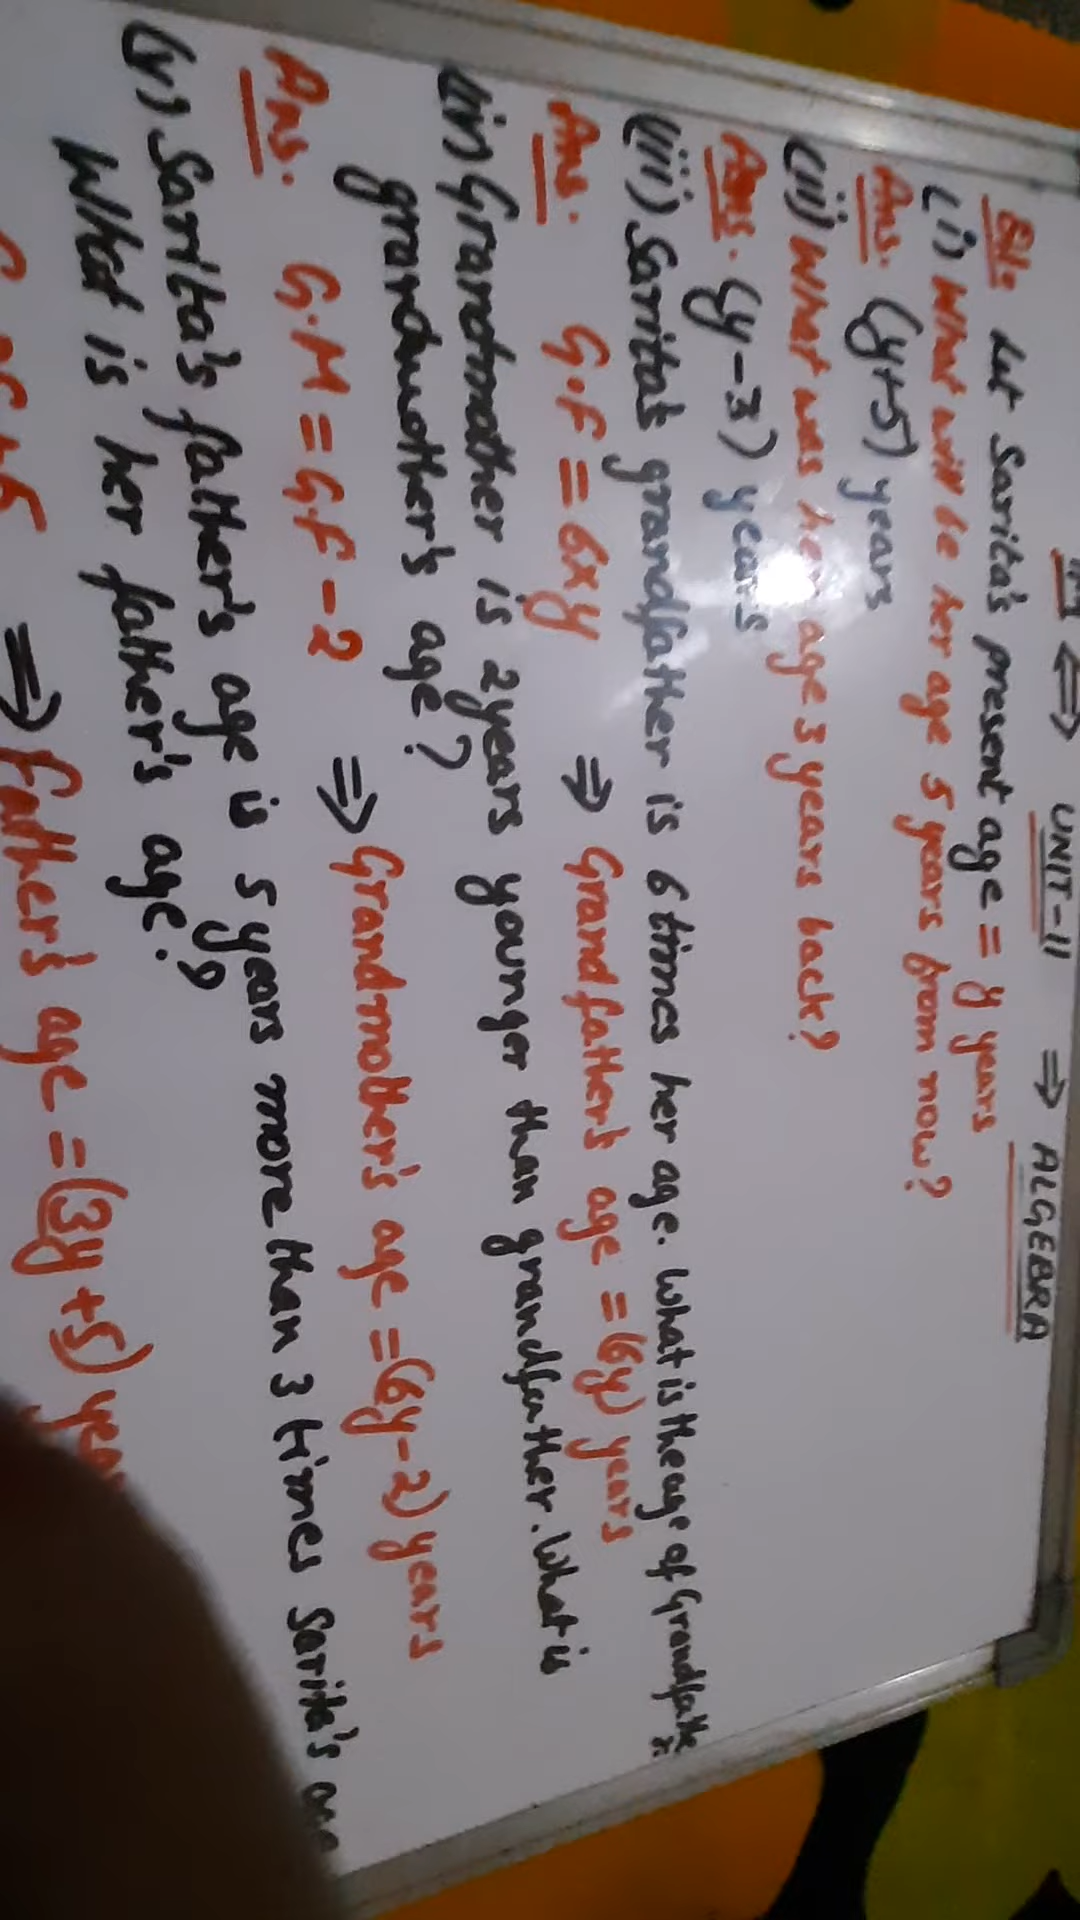 ⟺ UNIT-11 ⇒ ALGEBRA
Let Sarita's present age = y years
(i) What will be her age 5 years from now?
Ans. (y+5) years
(ii) What was her age 3 years back?
Ans. (y-3) years
(iii) Sarita's grandfather is 6 times her age. What is the age of Grandfather
Ans. G.F = 6xy ⇒ Grandfather's age = (6y) years
(iv) Grandmother is 2 years younger than grandfather. What is
grandmother's age?
Ans. G.M = G.F - 2 ⇒ Grandmother's age = (6y-2) years
(v) Sarita's father's age is 5 years more than 3 times Sarita's
What is her father's age?
⇒ Father's age = (3y+5)